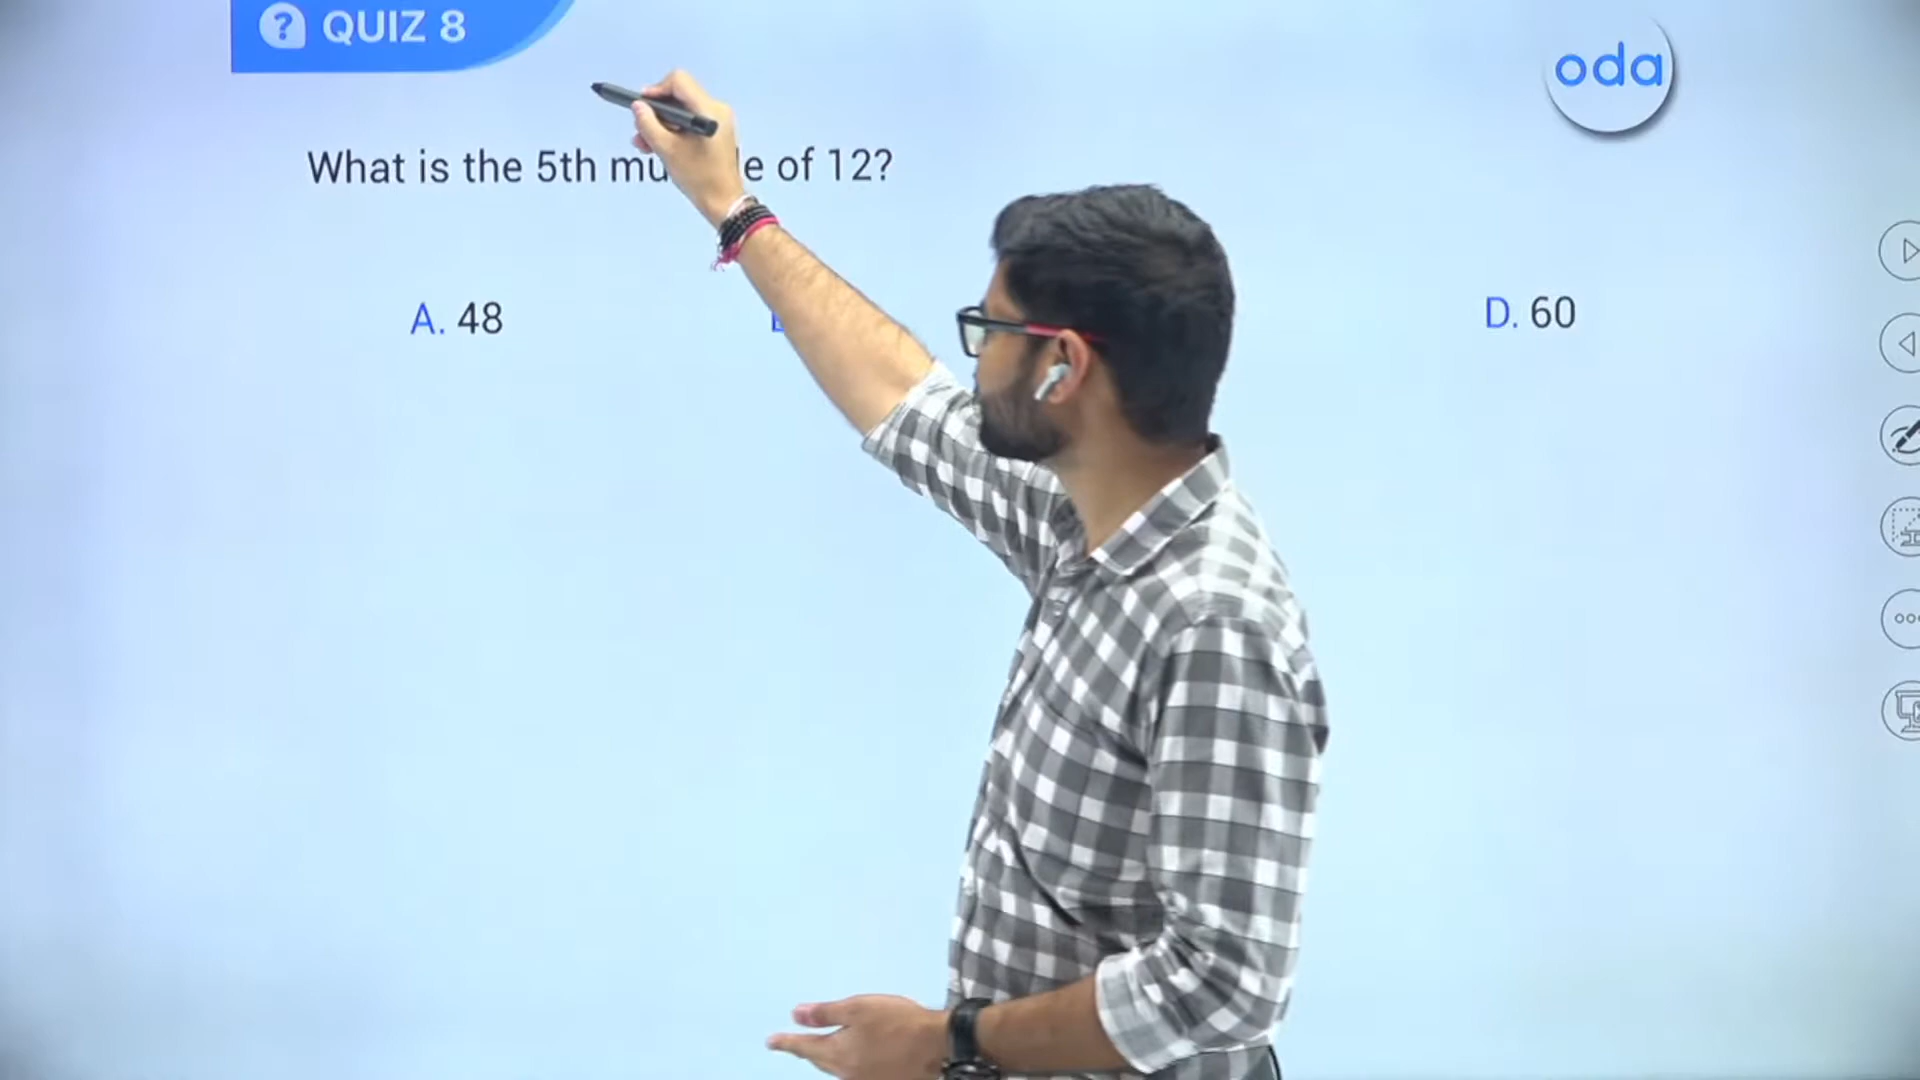 ? QUIZ 8
oda
What is the 5th mu e of 12?
A. 48
D. 60